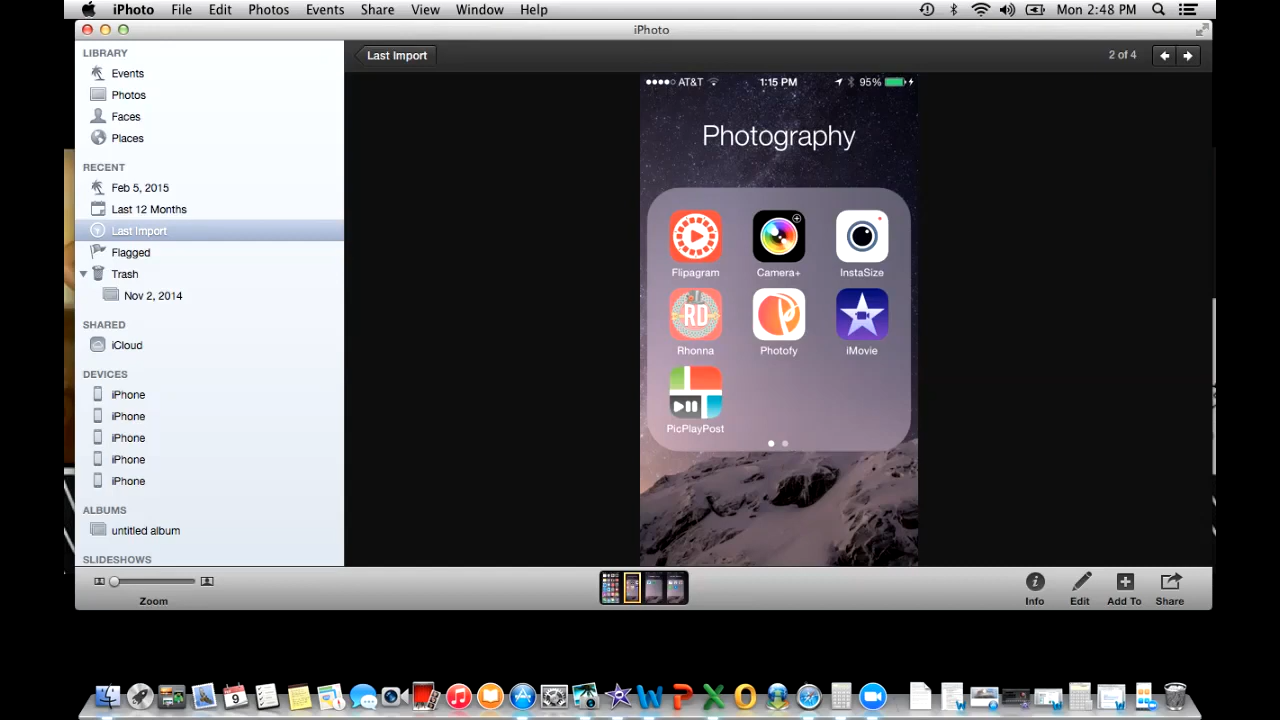 iPhoto File Edit Photos Events Share View Window Help Mon 2:48 PM
iPhoto
LIBRARY
Events
Photos
Faces
Places
RECENT
Feb 5, 2015
Last 12 Months
Last Import
Flagged
Trash
Nov 2, 2014
SHARED
iCloud
DEVICES
iPhone
iPhone
iPhone
iPhone
iPhone
ALBUMS
untitled album
SLIDESHOWS
Zoom
Last Import 2 of 4
AT&T 1:15 PM 95%
Photography
Flipagram Camera+ InstaSize
RD
Rhonna Photofy iMovie
PicPlayPost
Info Edit Add To Share
9